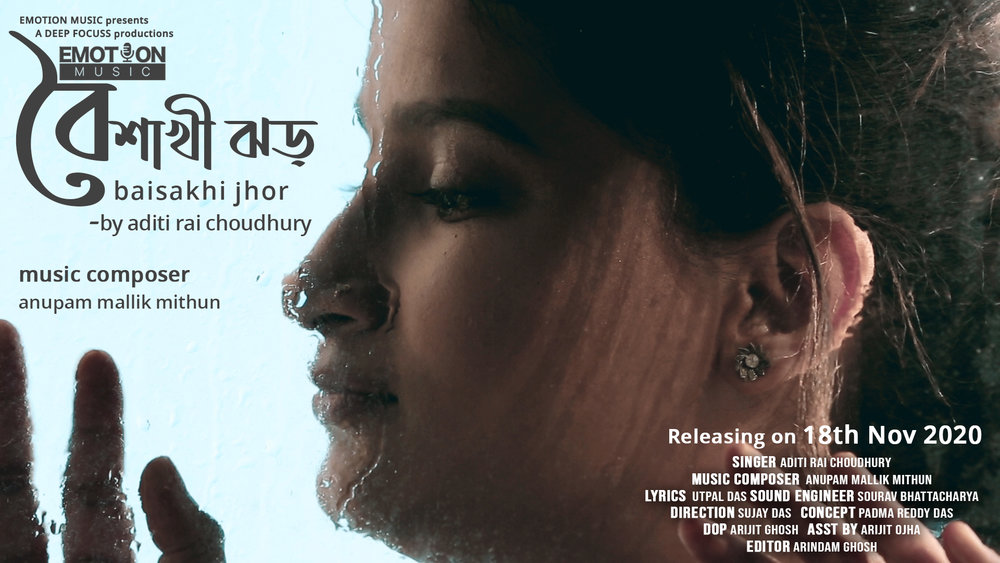 EMOTION MUSIC presents
A DEEP FOCUSS productions
EMOTION
MUSIC
বৈশাখী ঝড়
baisakhi jhor
-by aditi rai choudhury
music composer
anupam mallik mithun
Releasing on 18th Nov 2020
SINGER ADITI RAI CHOUDHURY
MUSIC COMPOSER ANUPAM MALLIK MITHUN
LYRICS UTPAL DAS SOUND ENGINEER SOURAV BHATTACHARYA
DIRECTION SUJAY DAS CONCEPT PADMA REDDY DAS
DOP ARIJIT GHOSH ASST BY ARIJIT OJHA
EDITOR ARINDAM GHOSH